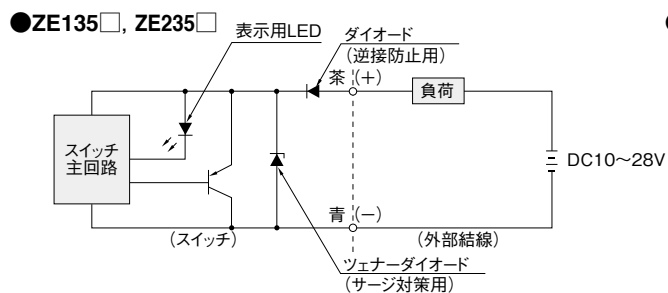 ●ZE135□, ZE235□
表示用LED
ダイオード
(逆接防止用)
茶 (+)
負荷
スイッチ
主回路
DC10～28V
青 (−)
(スイッチ)
(外部結線)
ツェナーダイオード
(サージ対策用)